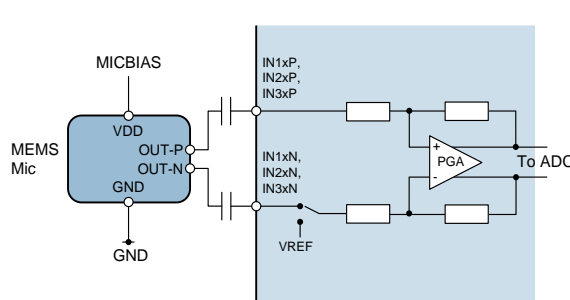 MICBIAS
IN1xP,
IN2xP,
IN3xP
VDD
MEMS
Mic
OUT-P
OUT-N
GND
IN1xN,
IN2xN,
IN3xN
+
PGA
-
To ADC
VREF
GND